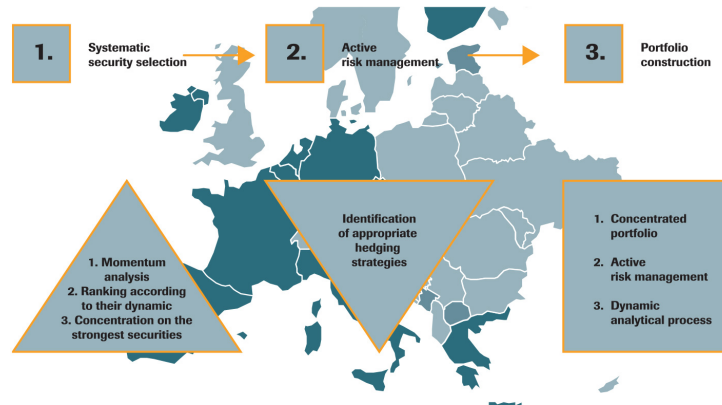 1.
Systematic
security selection
2.
Active
risk management
3.
Portfolio
construction
1. Momentum
analysis
2. Ranking according
to their dynamic
3. Concentration on the
strongest securities
Identification
of appropriate
hedging
strategies
1. Concentrated
portfolio
2. Active
risk management
3. Dynamic
analytical process